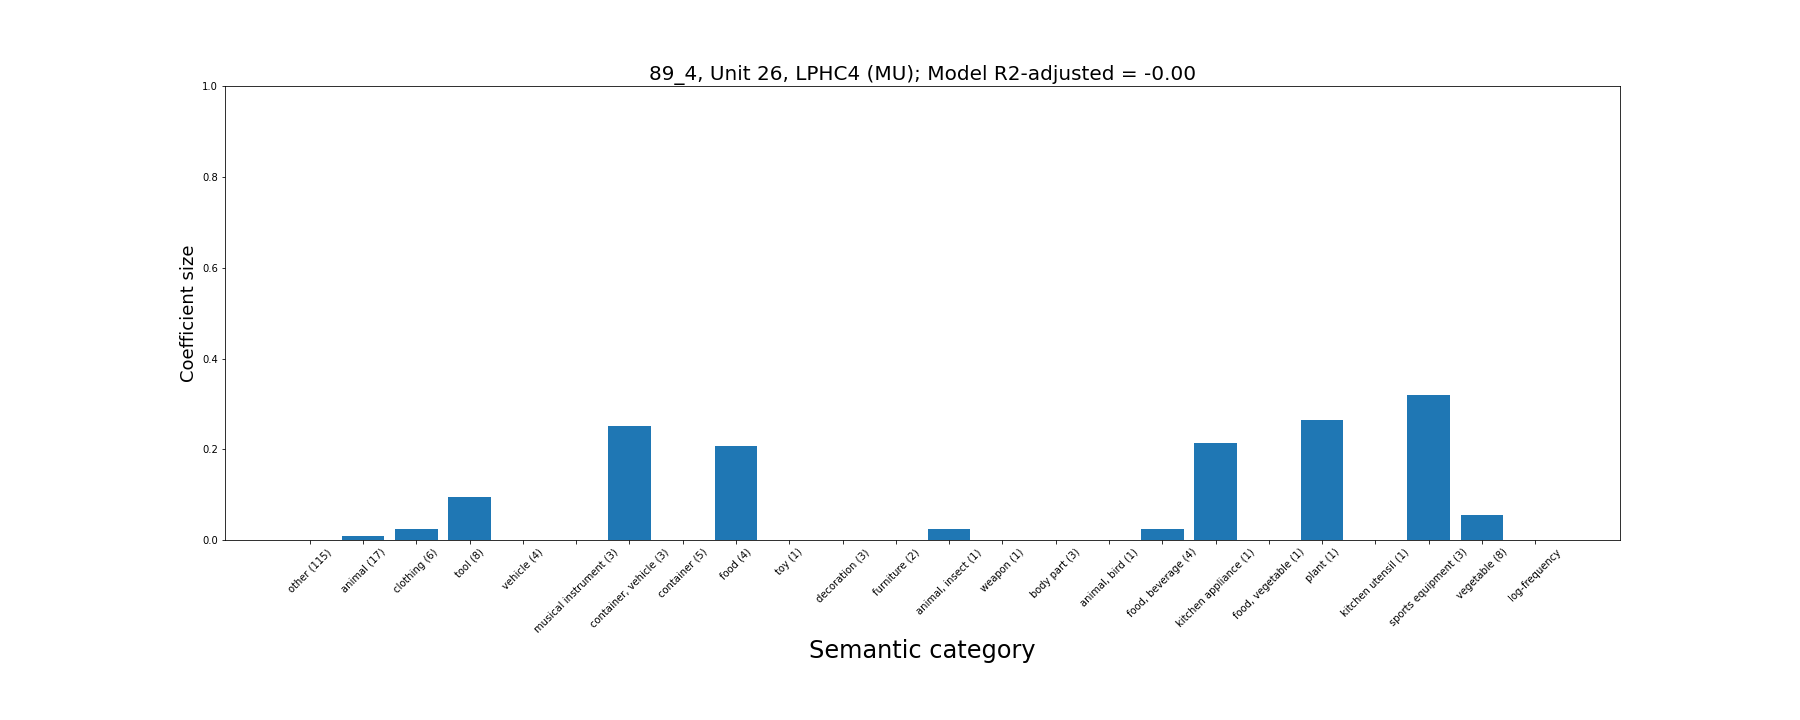 89_4, Unit 26, LPHC4 (MU); Model R2-adjusted = -0.00
1.0
0.8
0.6
0.4
0.2
0.0
Coefficient size
other (115)
animal (17)
clothing (6)
tool (8)
vehicle (4)
musical instrument (3)
container, vehicle (3)
container (5)
food (4)
toy (1)
decoration (3)
furniture (2)
animal, insect (1)
weapon (1)
body part (3)
animal, bird (1)
food, beverage (4)
kitchen appliance (1)
food, vegetable (1)
plant (1)
kitchen utensil (1)
sports equipment (3)
vegetable (8)
log-frequency
Semantic category